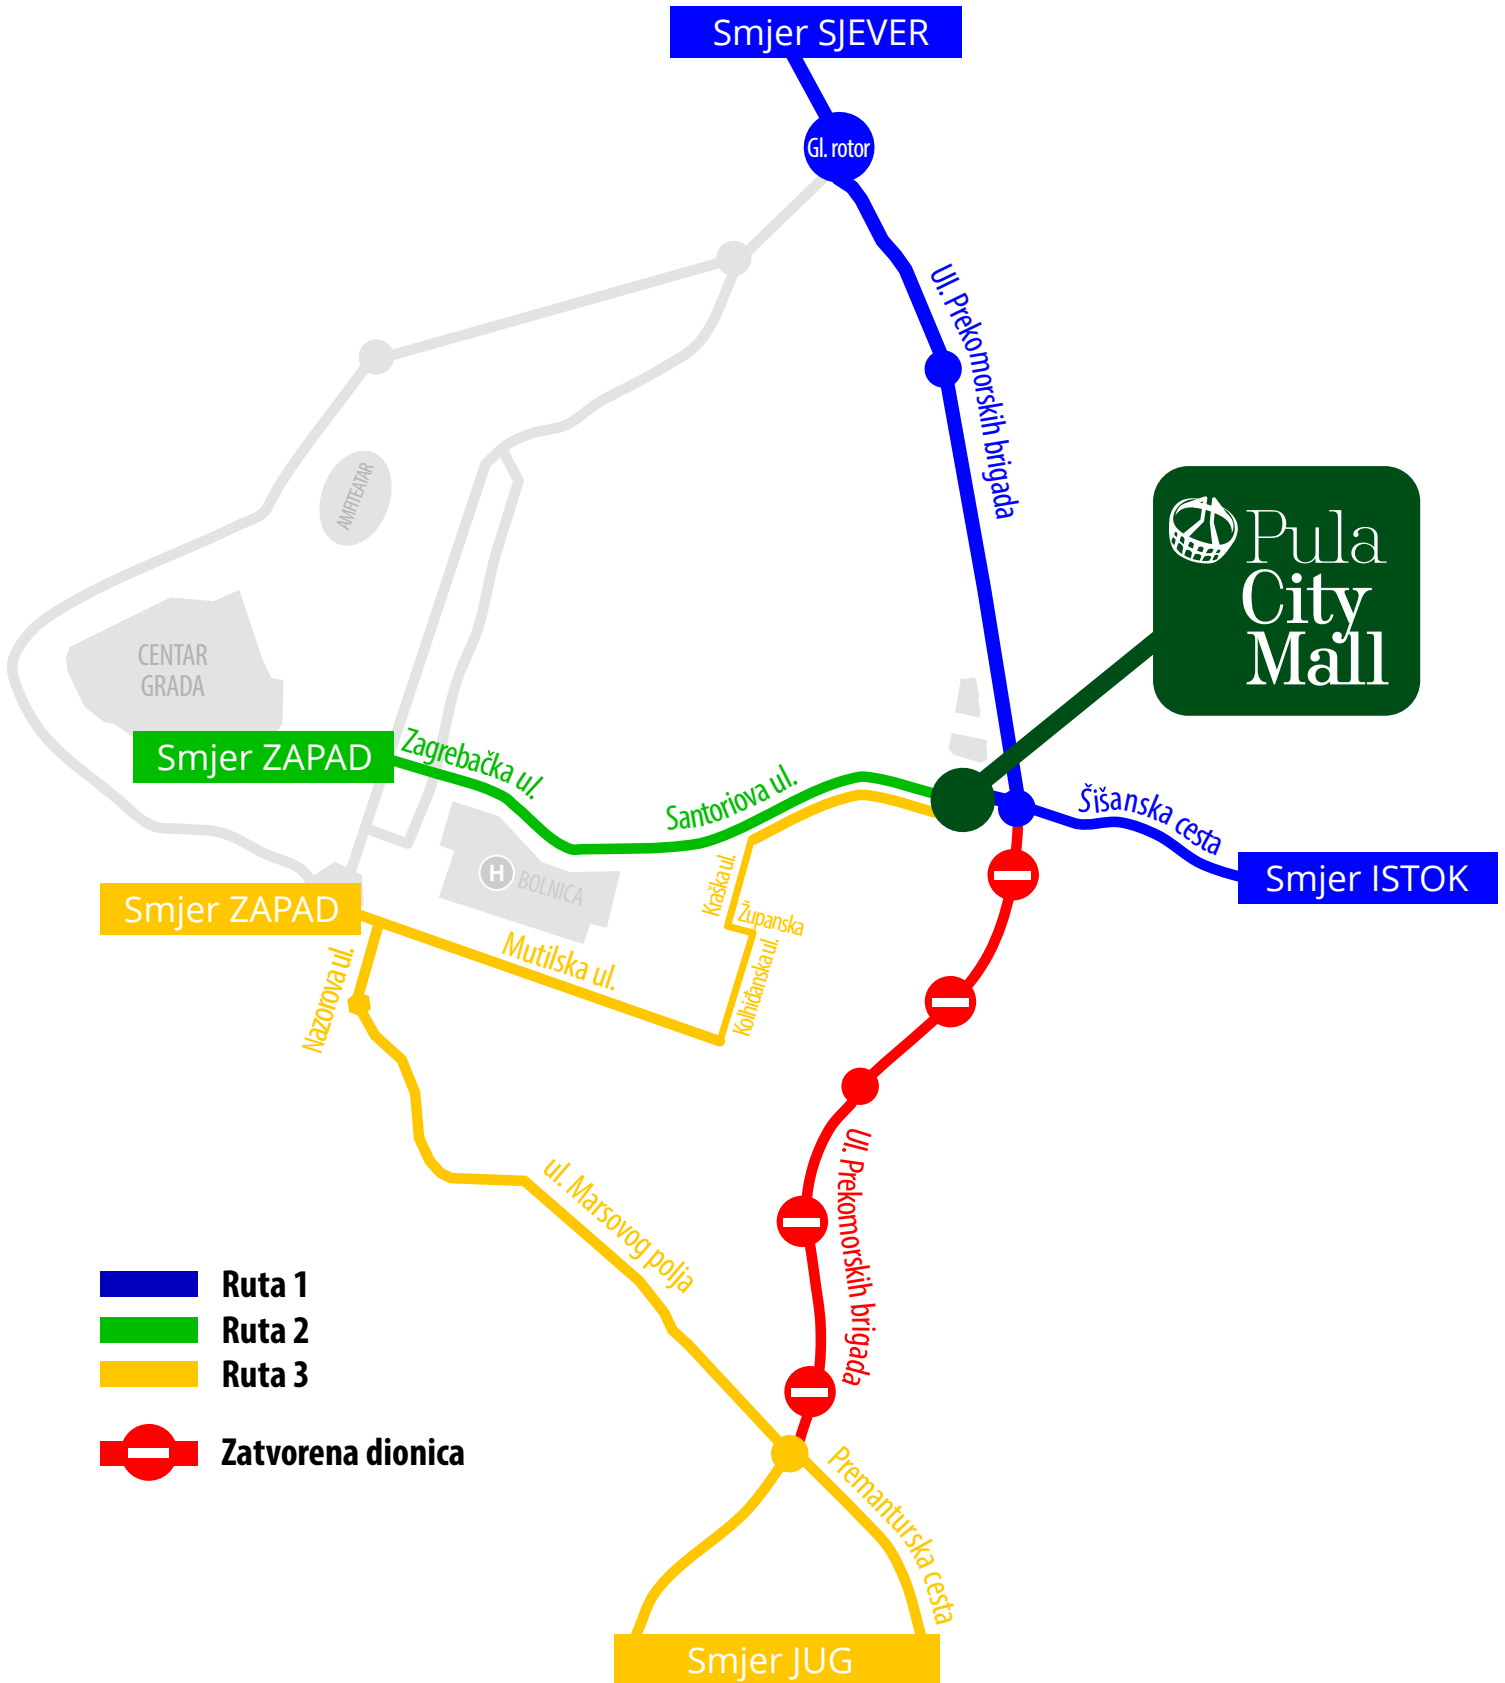 Smjer SJEVER
Gl. rotor
Ul. Prekomorskih brigada
AMFITEATAR
Pula
City
Mall
CENTAR
GRADA
Smjer ZAPAD
Zagrebačka ul.
Santoriova ul.
Šišanska cesta
Smjer ISTOK
H
BOLNICA
Kraška ul.
Županska
Kolhiđanska ul.
Smjer ZAPAD
Mutilska ul.
Nazorova ul.
ul. Marsovog polja
Ul. Prekomorskih brigada
Ruta 1
Ruta 2
Ruta 3
Zatvorena dionica
Premanturska cesta
Smjer JUG